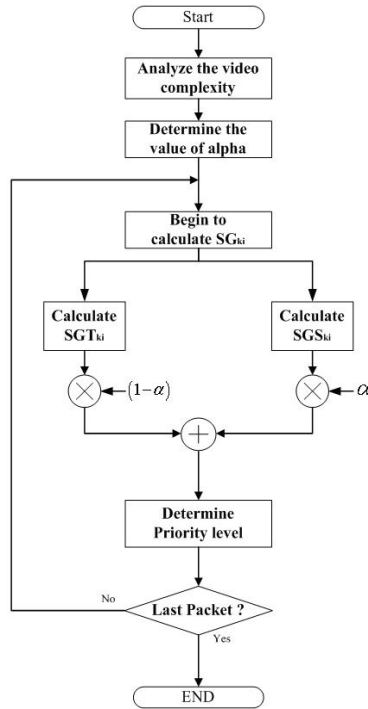 Start
Analyze the video
complexity
Determine the
value of alpha
Begin to
calculate SGki
Calculate
SGTki
Calculate
SGSki
(1−α)
α
Determine
Priority level
No
Last Packet ?
Yes
END